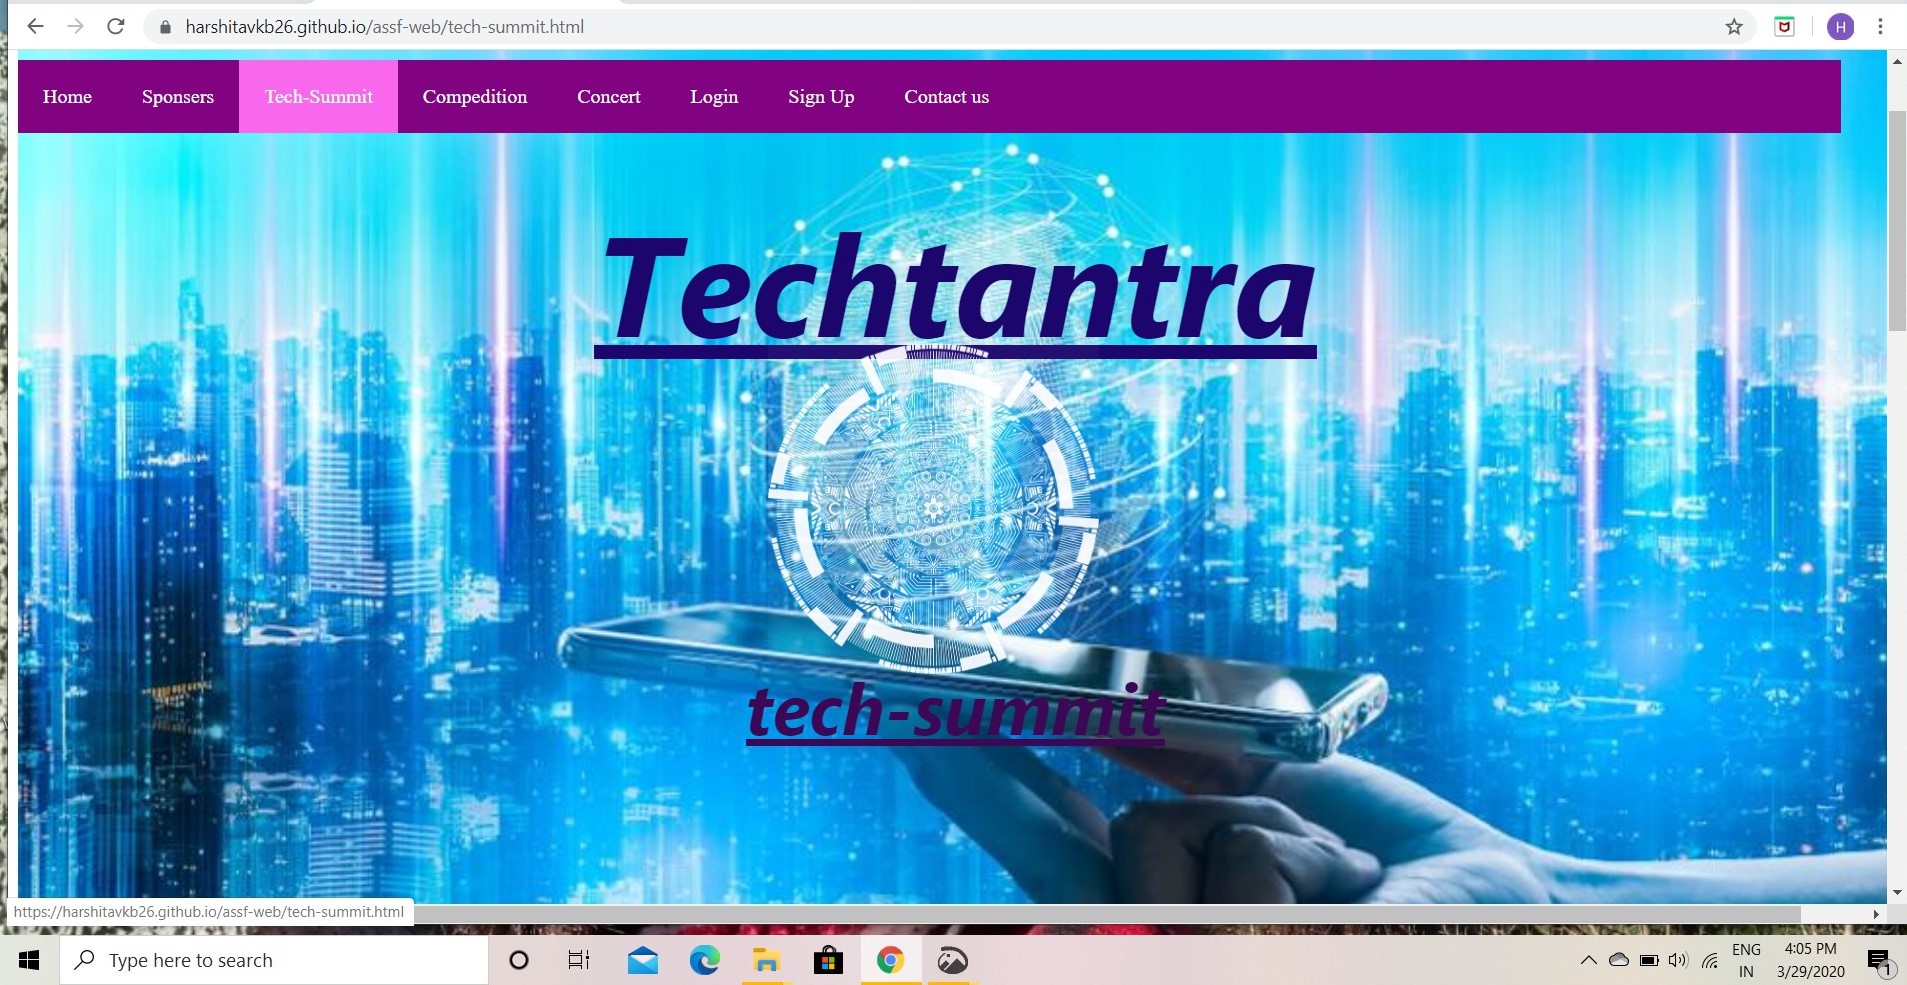 harshitavkb26.github.io/assf-web/tech-summit.html
H
Home Sponsers Tech-Summit Compedition Concert Login Sign Up Contact us
Techtantra
tech-summit
https://harshitavkb26.github.io/assf-web/tech-summit.html
Type here to search
ENG 4:05 PM
IN 3/29/2020
1